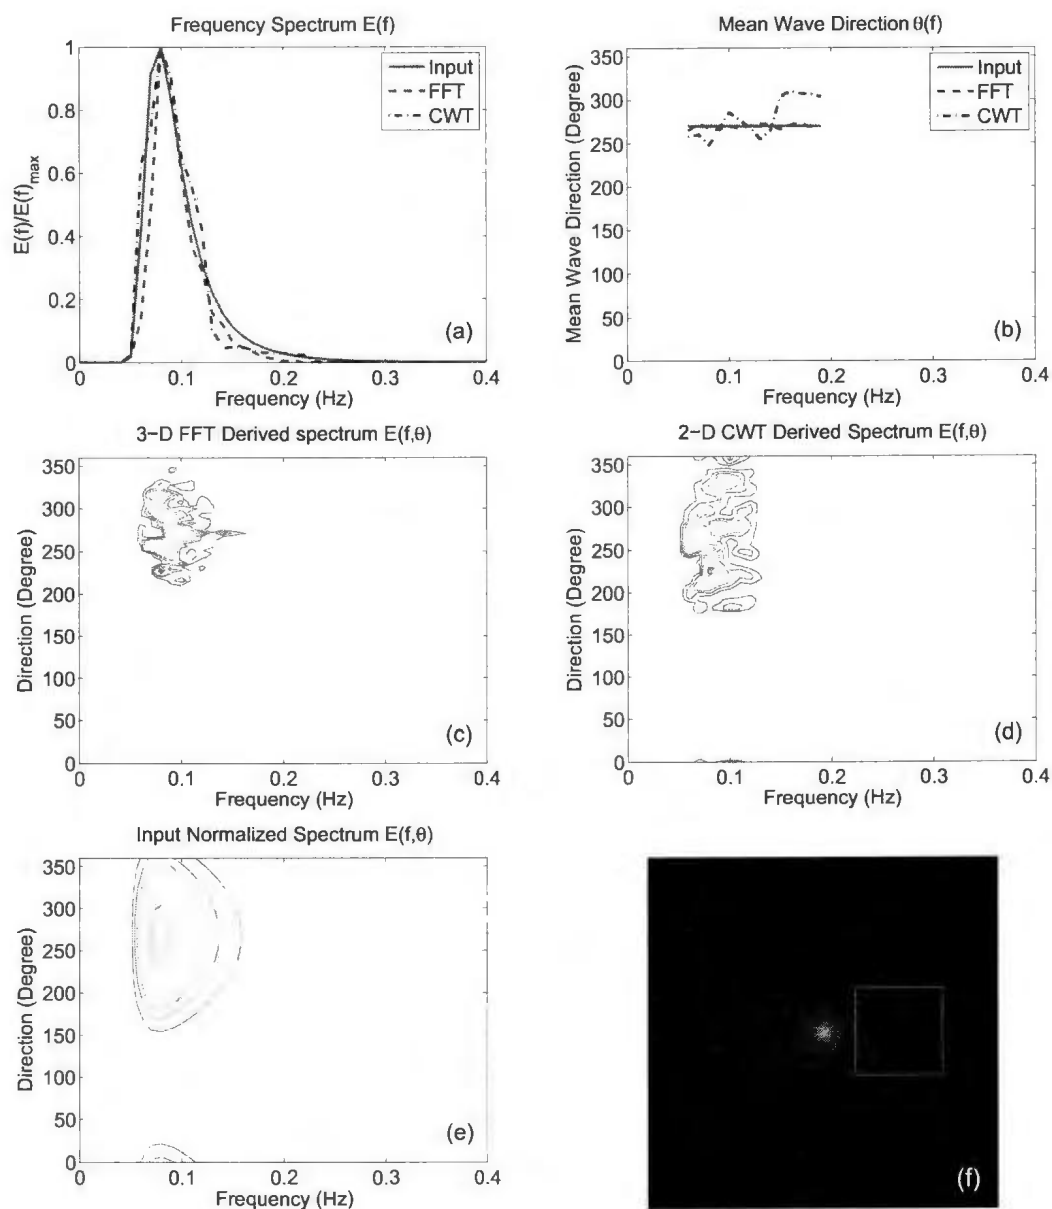 Frequency Spectrum E(f)
E(f)/E(f)max
1
0.8
0.6
0.4
0.2
0
0 0.1 0.2 0.3 0.4
Frequency (Hz)
Input
FFT
CWT
(a)
Mean Wave Direction θ(f)
Mean Wave Direction (Degree)
350
300
250
200
150
100
50
0
0 0.1 0.2 0.3 0.4
Frequency (Hz)
Input
FFT
CWT
(b)
3−D FFT Derived spectrum E(f,θ)
Direction (Degree)
350
300
250
200
150
100
50
0
0 0.1 0.2 0.3 0.4
Frequency (Hz)
(c)
2−D CWT Derived Spectrum E(f,θ)
Direction (Degree)
350
300
250
200
150
100
50
0
0 0.1 0.2 0.3 0.4
Frequency (Hz)
(d)
Input Normalized Spectrum E(f,θ)
Direction (Degree)
350
300
250
200
150
100
50
0
0 0.1 0.2 0.3 0.4
Frequency (Hz)
(e)
(f)